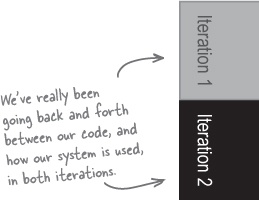 Iteration 1
We've really been
going back and forth
between our code, and
how our system is used,
in both iterations.
Iteration 2